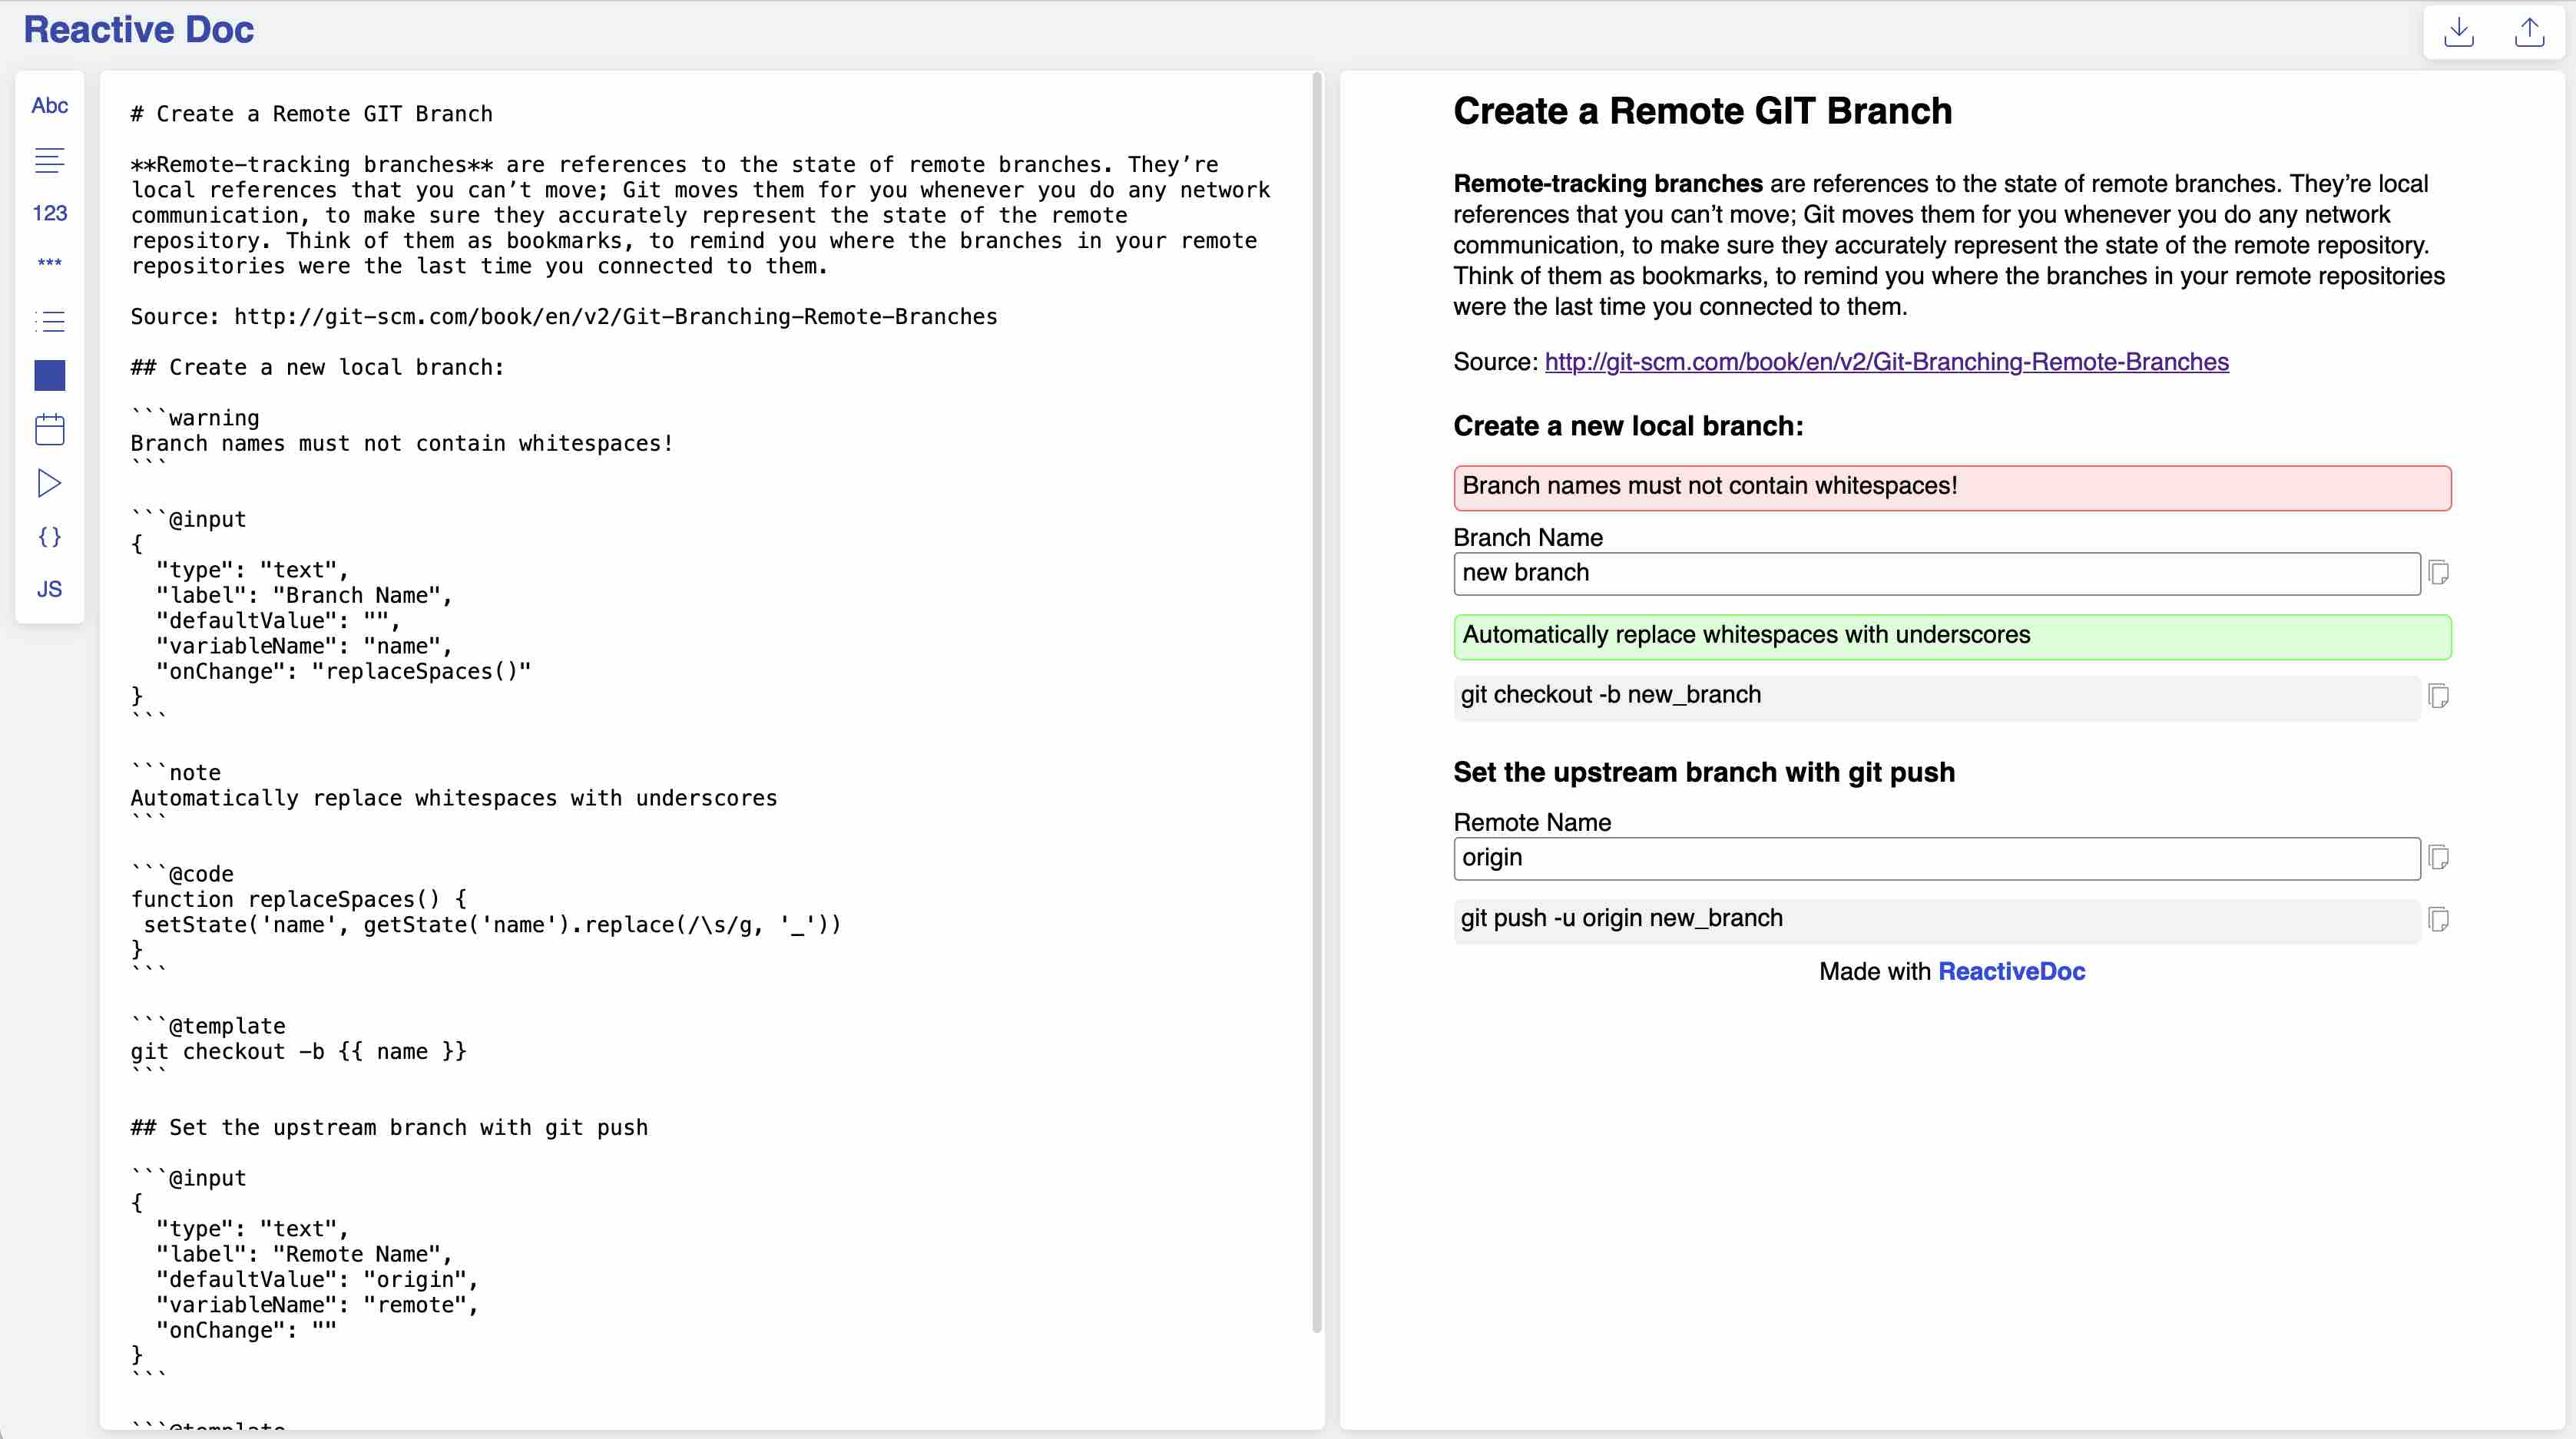 Reactive Doc
Abc
123
***
{}
JS
# Create a Remote GIT Branch
**Remote-tracking branches** are references to the state of remote branches. They’re
local references that you can’t move; Git moves them for you whenever you do any network
communication, to make sure they accurately represent the state of the remote
repository. Think of them as bookmarks, to remind you where the branches in your remote
repositories were the last time you connected to them.
Source: http://git-scm.com/book/en/v2/Git-Branching-Remote-Branches
## Create a new local branch:
```warning
Branch names must not contain whitespaces!
```
```@input
{
  "type": "text",
  "label": "Branch Name",
  "defaultValue": "",
  "variableName": "name",
  "onChange": "replaceSpaces()"
}
```
```note
Automatically replace whitespaces with underscores
```
```@code
function replaceSpaces() {
 setState('name', getState('name').replace(/\s/g, '_'))
}
```
```@template
git checkout -b {{ name }}
```
## Set the upstream branch with git push
```@input
{
  "type": "text",
  "label": "Remote Name",
  "defaultValue": "origin",
  "variableName": "remote",
  "onChange": ""
}
```
```@template
Create a Remote GIT Branch
Remote-tracking branches are references to the state of remote branches. They’re local
references that you can’t move; Git moves them for you whenever you do any network
communication, to make sure they accurately represent the state of the remote repository.
Think of them as bookmarks, to remind you where the branches in your remote repositories
were the last time you connected to them.
Source: http://git-scm.com/book/en/v2/Git-Branching-Remote-Branches
Create a new local branch:
Branch names must not contain whitespaces!
Branch Name
new branch
Automatically replace whitespaces with underscores
git checkout -b new_branch
Set the upstream branch with git push
Remote Name
origin
git push -u origin new_branch
Made with ReactiveDoc